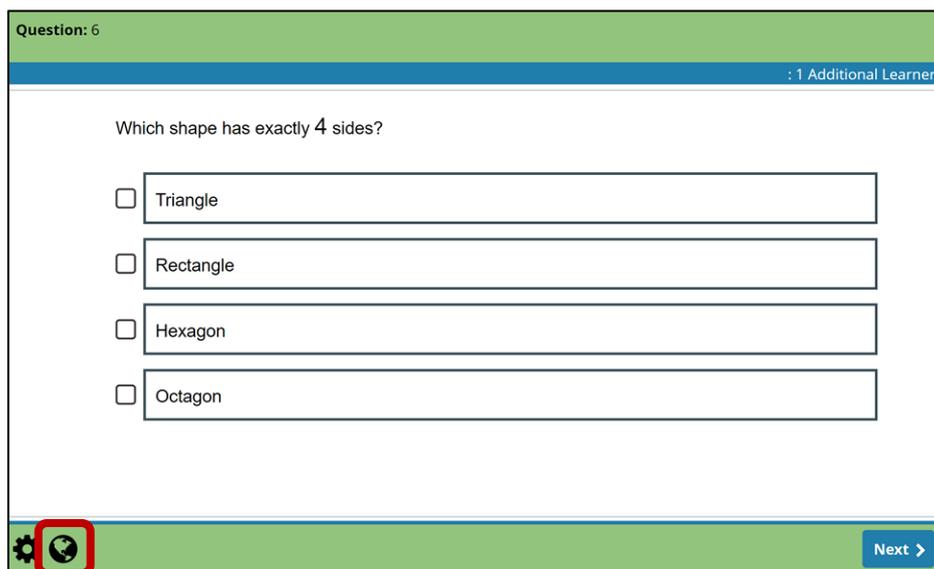 Question: 6
: 1 Additional Learner
Which shape has exactly 4 sides?
Triangle
Rectangle
Hexagon
Octagon
Next